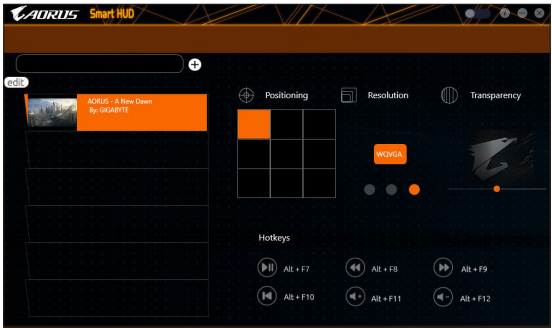 AORUS Smart HUD
edit
AORUS - A New Dawn
By: GIGABYTE
Positioning Resolution Transparency
WQVGA
Hotkeys
Alt + F7 Alt + F8 Alt + F9
Alt + F10 Alt + F11 Alt + F12